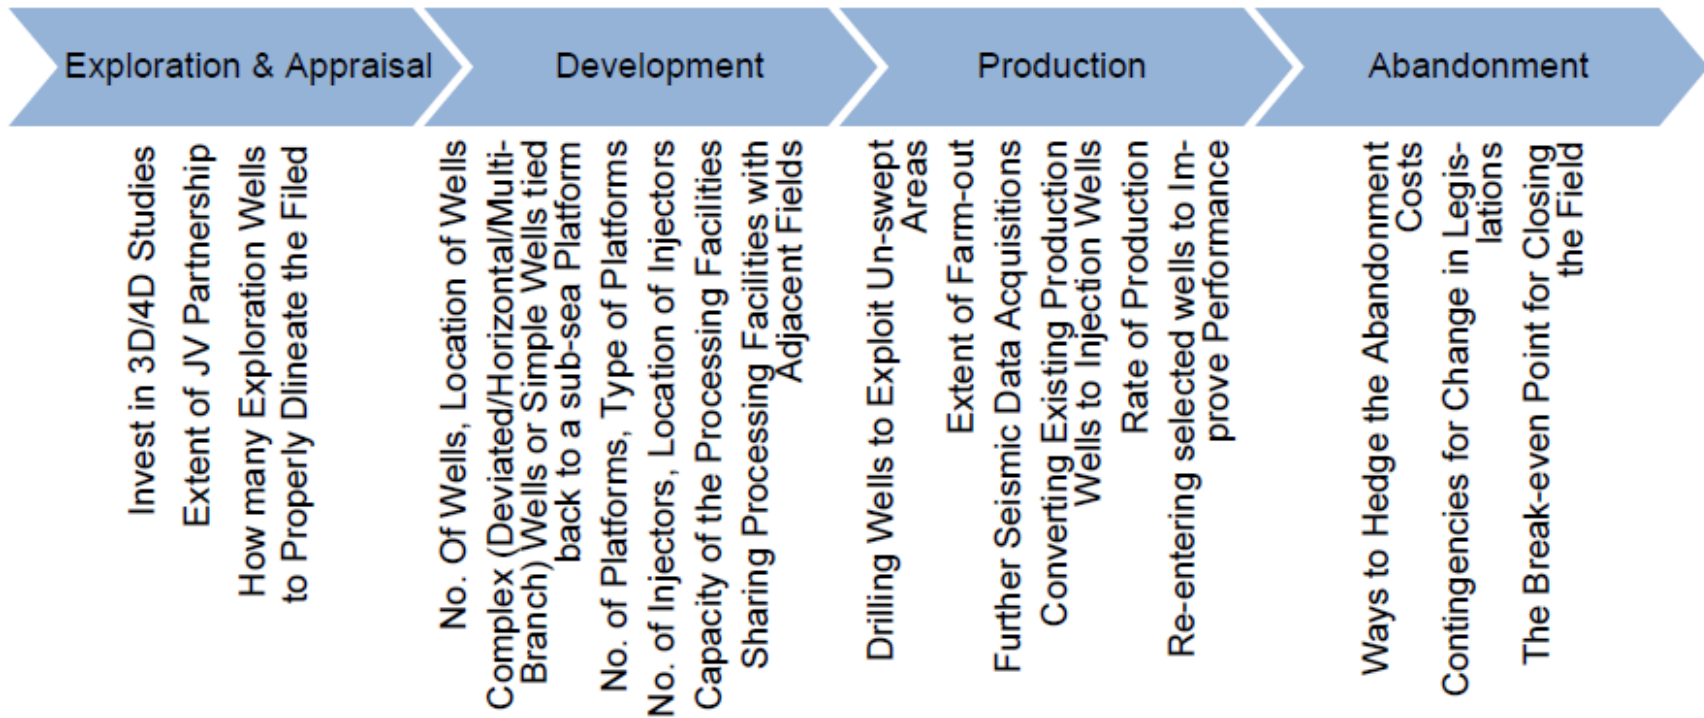 Exploration & Appraisal
Development
Production
Abandonment
Invest in 3D/4D Studies
Extent of JV Partnership
How many Exploration Wells
to Properly Dlineate the Filed
No. Of Wells, Location of Wells
Complex (Deviated/Horizontal/Multi-
Branch) Wells or Simple Wells tied
back to a sub-sea Platform
No. of Platforms, Type of Platforms
No. of Injectors, Location of Injectors
Capacity of the Processing Facilities
Sharing Processing Facilities with
Adjacent Fields
Drilling Wells to Exploit Un-swept
Areas
Extent of Farm-out
Further Seismic Data Acquisitions
Converting Existing Production
Wells to Injection Wells
Rate of Production
Re-entering selected wells to Im-
prove Performance
Ways to Hedge the Abandonment
Costs
Contingencies for Change in Legis-
lations
The Break-even Point for Closing
the Field